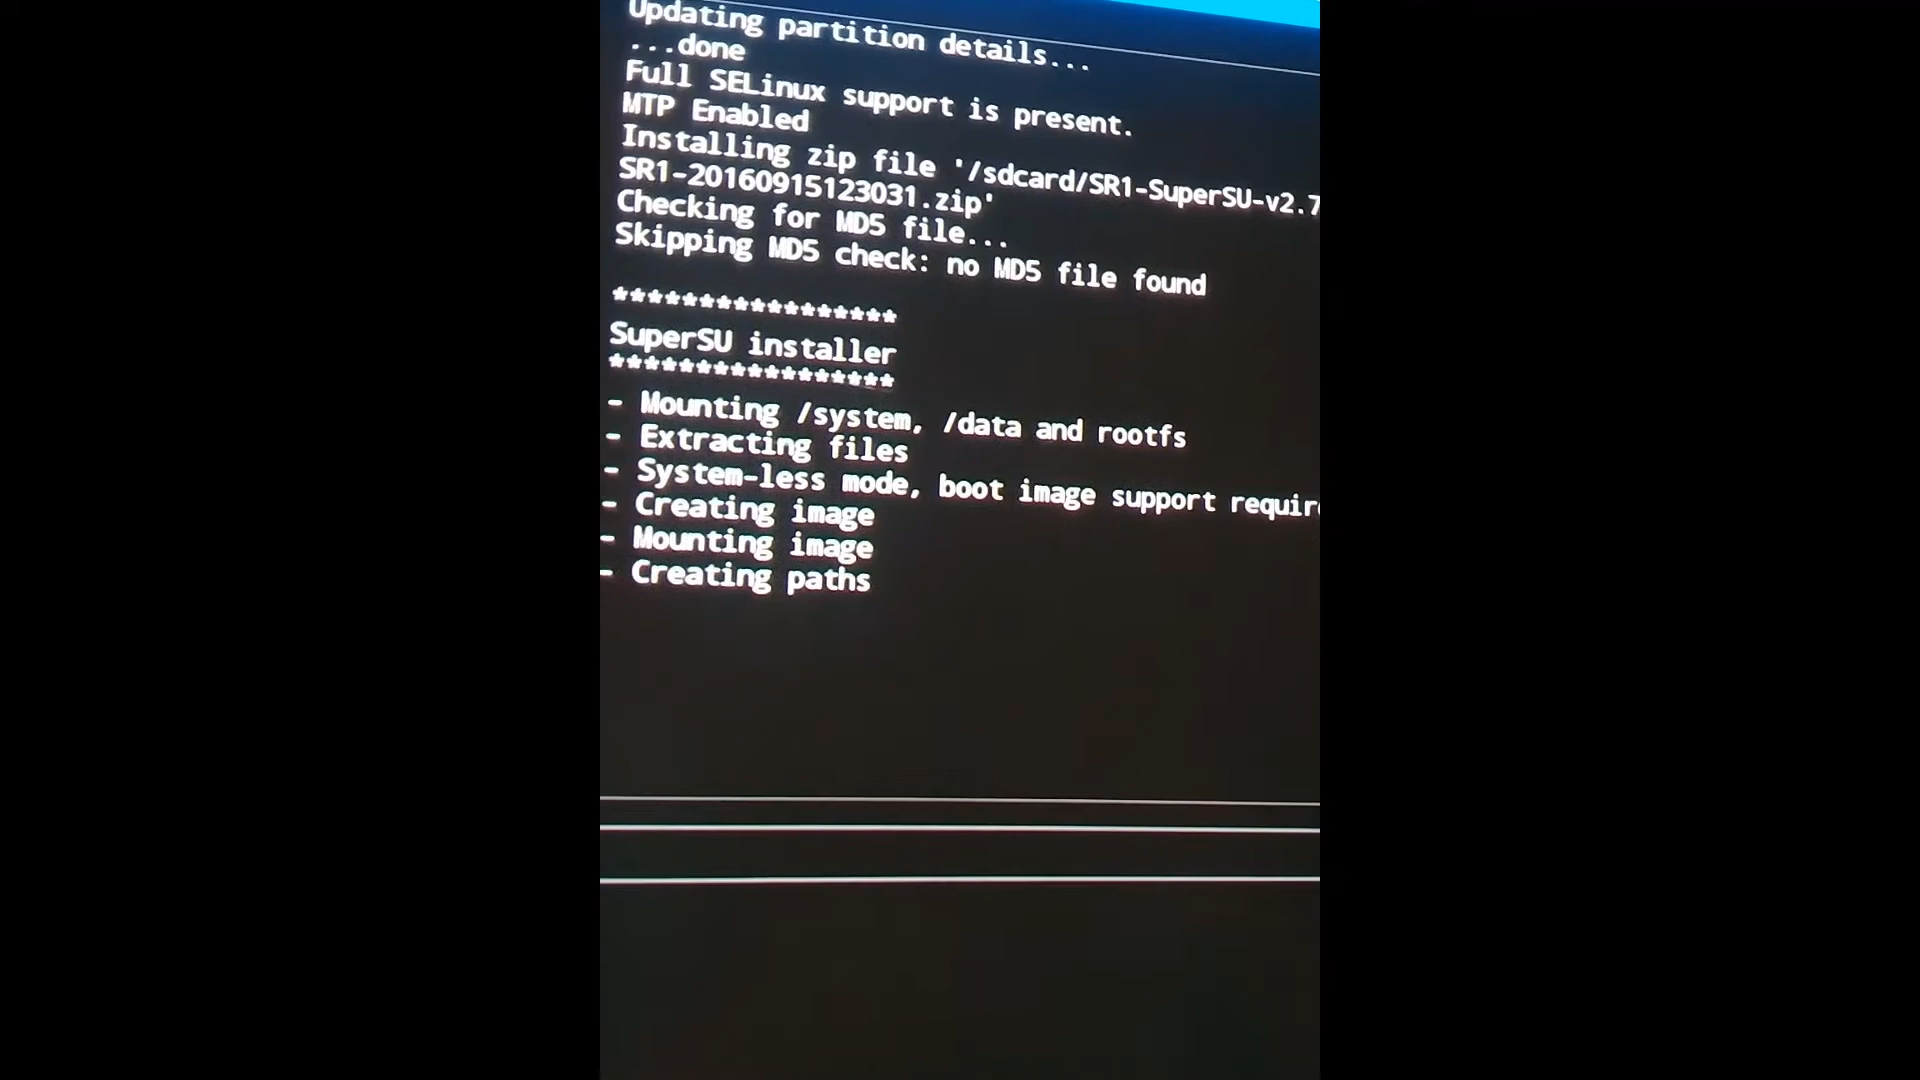 Updating partition details...
...done
Full SELinux support is present.
MTP Enabled
Installing zip file '/sdcard/SR1-SuperSU-v2.7
SR1-20160915123031.zip'
Checking for MD5 file...
Skipping MD5 check: no MD5 file found
*****************
SuperSU installer
*****************
- Mounting /system, /data and rootfs
- Extracting files
- System-less mode, boot image support requir
- Creating image
- Mounting image
- Creating paths